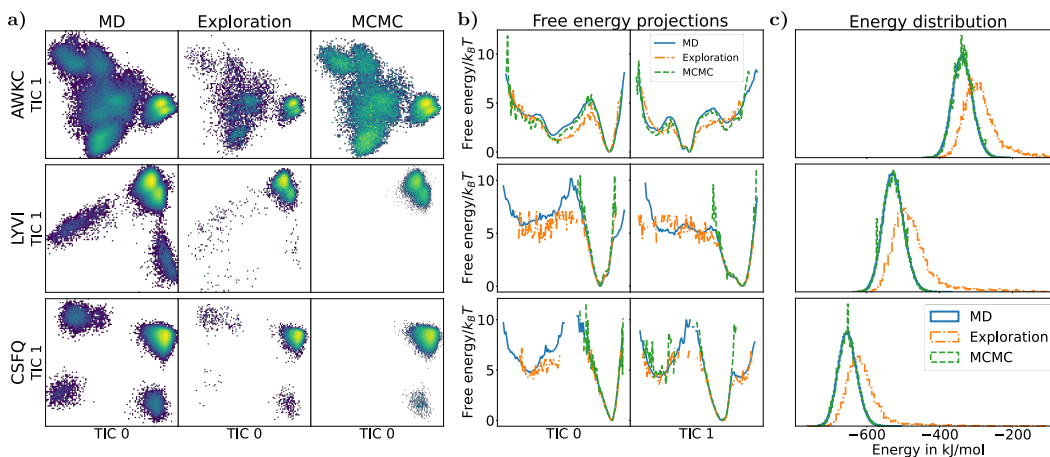 a) MD Exploration MCMC b) Free energy projections c) Energy distribution
AWKC
TIC 1
LYVI
TIC 1
CSFQ
TIC 1
TIC 0 TIC 0 TIC 0
Free energy/k_BT
10
5
0
MD
Exploration
MCMC
Free energy/k_BT
10
5
0
Free energy/k_BT
10
5
0
TIC 0 TIC 1
MD
Exploration
MCMC
−600 −400 −200
Energy in kJ/mol